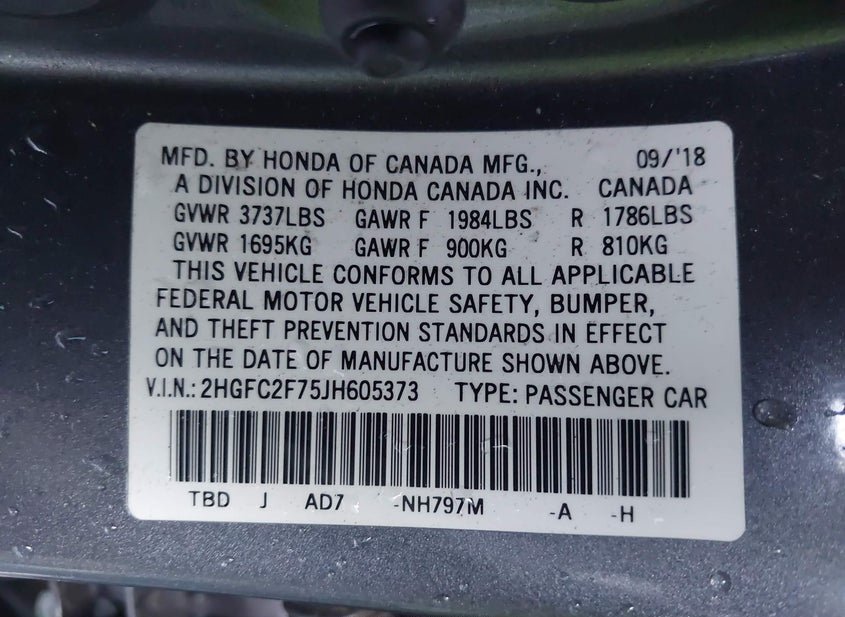 MFD. BY HONDA OF CANADA MFG., 09/'18
A DIVISION OF HONDA CANADA INC. CANADA
GVWR 3737LBS GAWR F 1984LBS R 1786LBS
GVWR 1695KG GAWR F 900KG R 810KG
THIS VEHICLE CONFORMS TO ALL APPLICABLE
FEDERAL MOTOR VEHICLE SAFETY, BUMPER,
AND THEFT PREVENTION STANDARDS IN EFFECT
ON THE DATE OF MANUFACTURE SHOWN ABOVE.
V.I.N.: 2HGFC2F75JH605373 TYPE: PASSENGER CAR
TBD J AD7 -NH797M -A -H